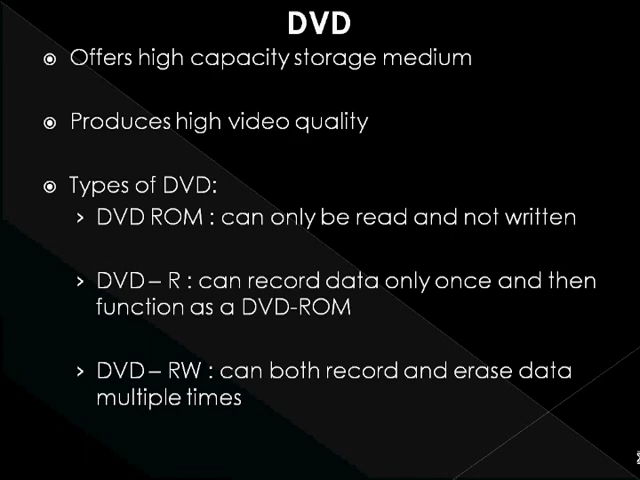 DVD
Offers high capacity storage medium
Produces high video quality
Types of DVD:
DVD ROM : can only be read and not written
DVD – R : can record data only once and then
function as a DVD-ROM
DVD – RW : can both record and erase data
multiple times